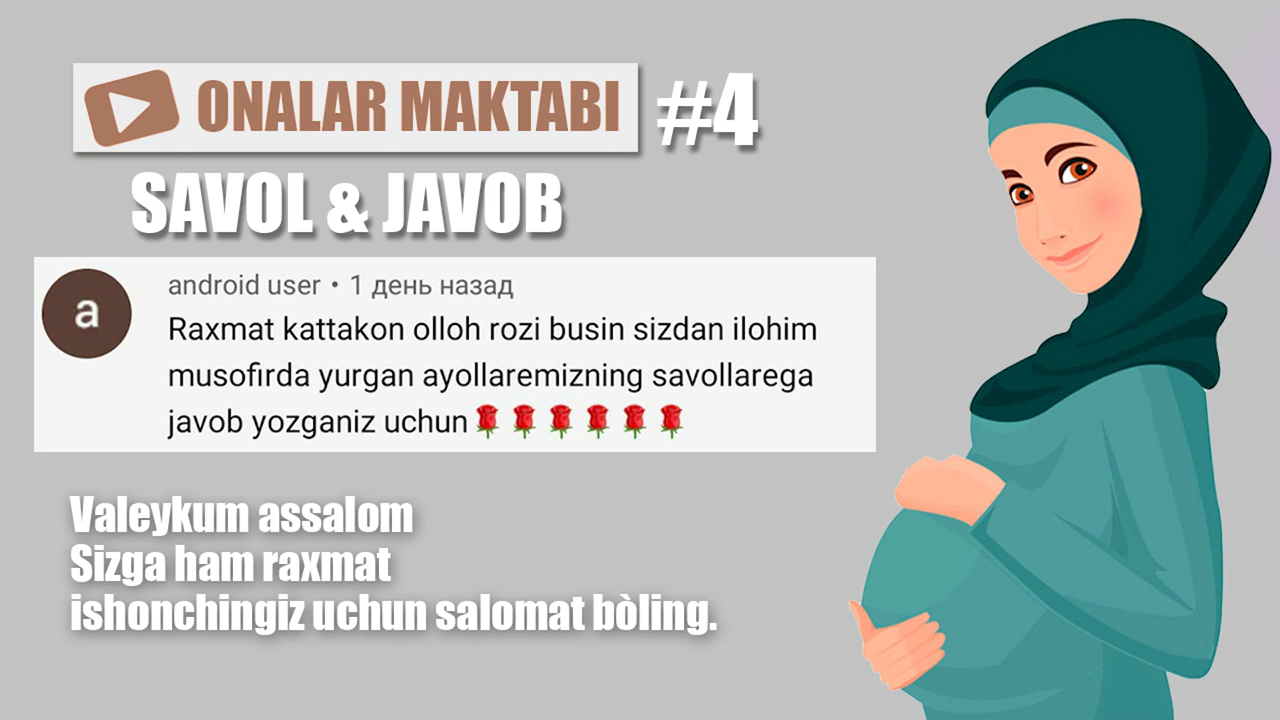 ONALAR MAKTABI #4
SAVOL & JAVOB
a
android user • 1 день назад
Raxmat kattakon olloh rozi busin sizdan ilohim
musofirda yurgan ayollaremizning savollarega
javob yozganiz uchun🌹🌹🌹🌹🌹🌹
Valeykum assalom
Sizga ham raxmat
ishonchingiz uchun salomat bòling.